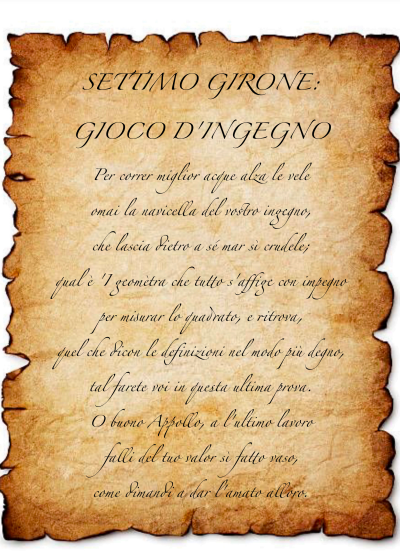 SETTIMO GIRONE:
GIOCO D'INGEGNO
Per correr miglior acque alza le vele
omai la navicella del vostro ingegno,
che lascia dietro a sé mar sì crudele;
qual è 'l geomètra che tutto s'affige con impegno
per misurar lo quadrato, e ritrova,
quel che dicon le definizioni nel modo più degno,
tal farete voi in questa ultima prova.
O buono Appollo, a l'ultimo lavoro
falli del tuo valor sì fatto vaso,
come dimandi a dar l'amato alloro.